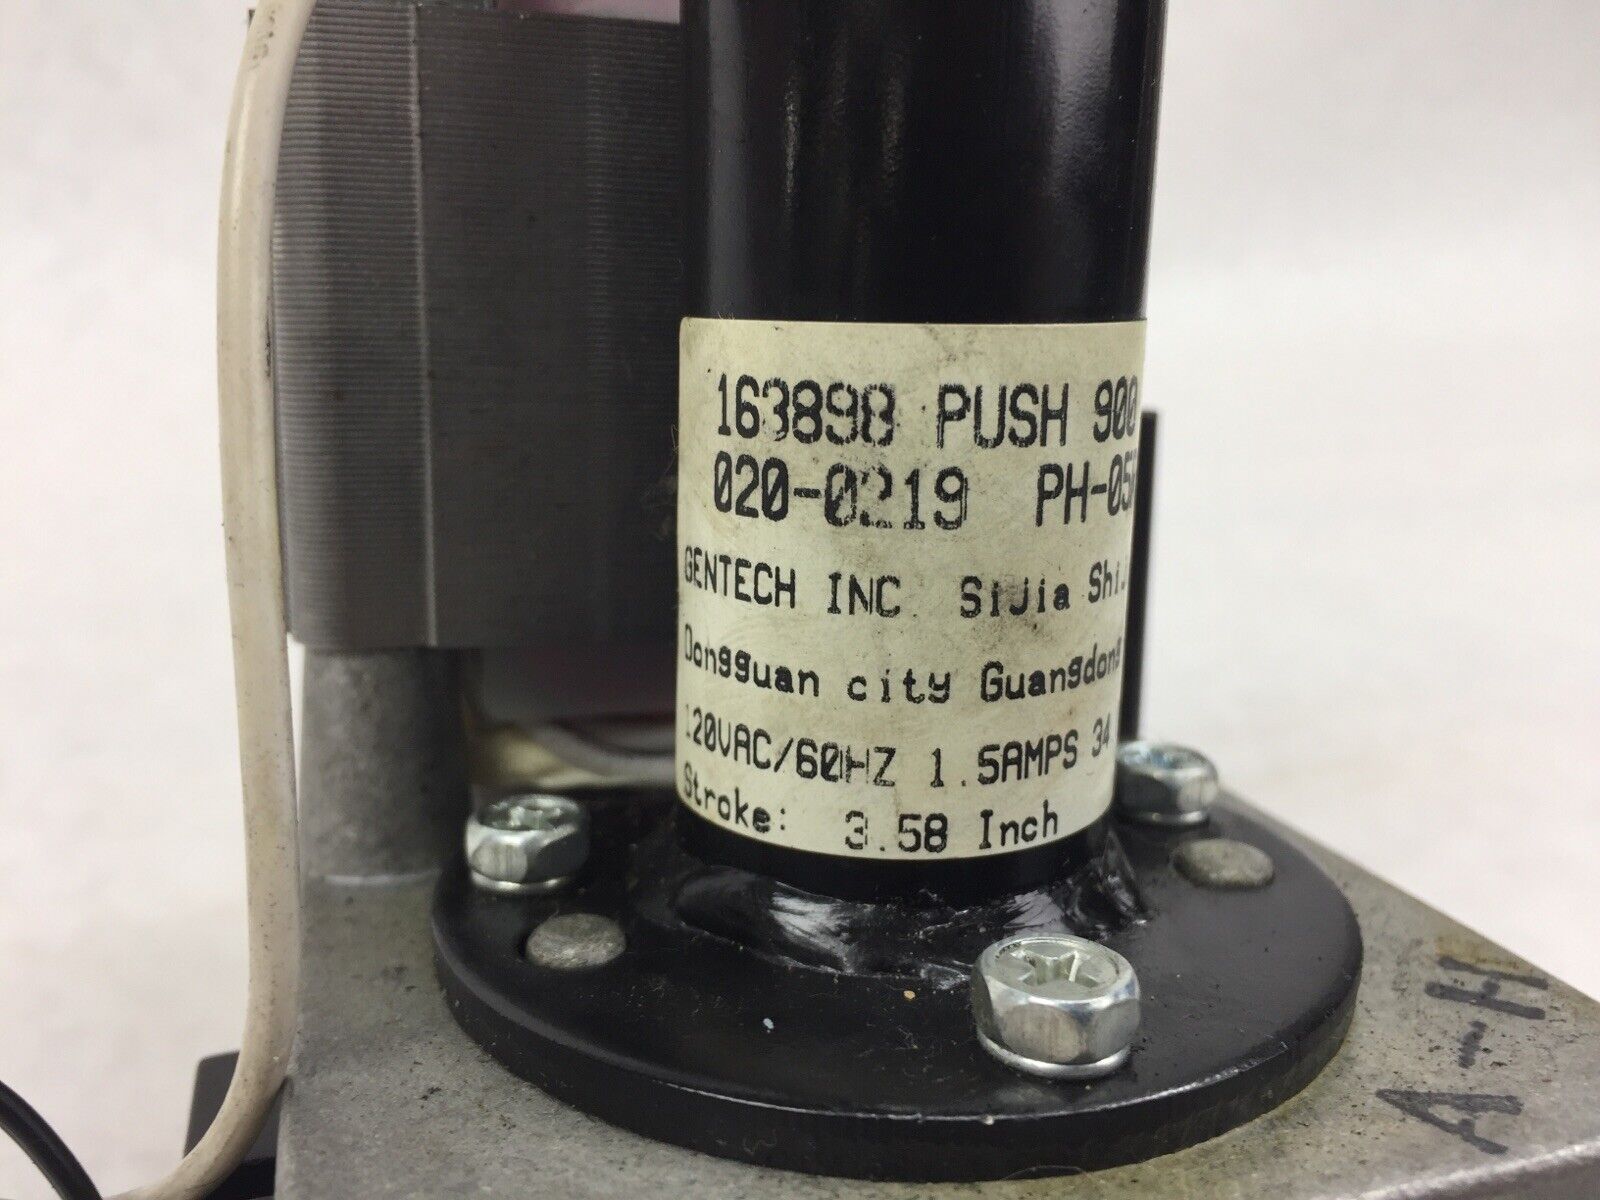 163898 PUSH 900
020-0219 PH-05
GENTECH INC. SiJia
Dongguan city Guangdong
120VAC/60HZ 1.5AMPS 34
Stroke: 3.58 Inch
A-H